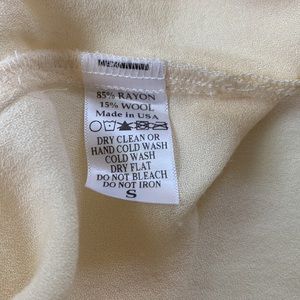 85% RAYON
15% WOOL
Made in USA
DRY CLEAN OR
HAND COLD WASH
COLD WASH
DRY FLAT
DO NOT BLEACH
DO NOT IRON
S